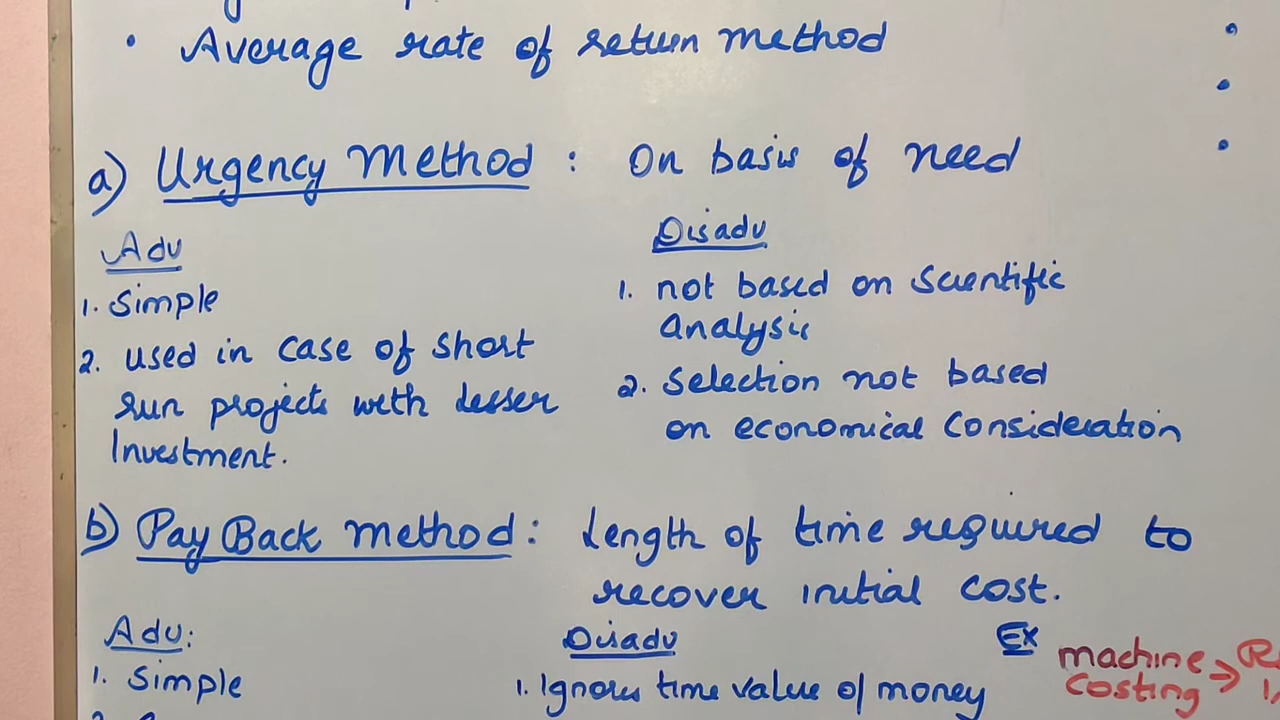 • Average rate of return method
a) Urgency Method : On basis of need
Adv
1. Simple
2. used in case of short
run projects with lesser
Investment.
Disadv
1. not based on scientific
analysis
2. Selection not based
on economical consideration
b) Pay Back method : Length of time required to
recover initial cost.
Adv:
1. Simple
Disadv
1. Ignores time value of money
Ex
machine
costing →